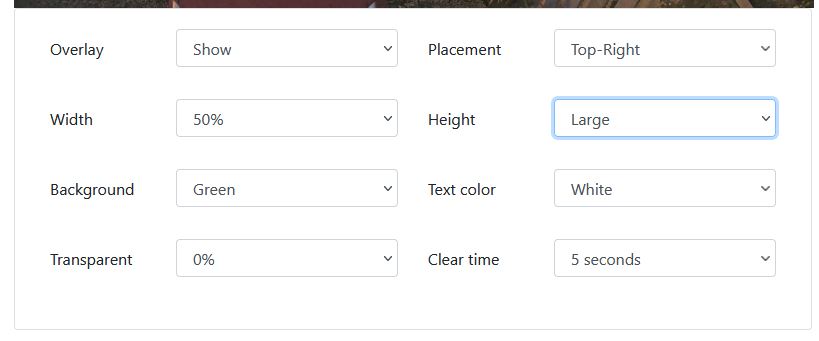 Overlay Show Placement Top-Right
Width 50% Height Large
Background Green Text color White
Transparent 0% Clear time 5 seconds